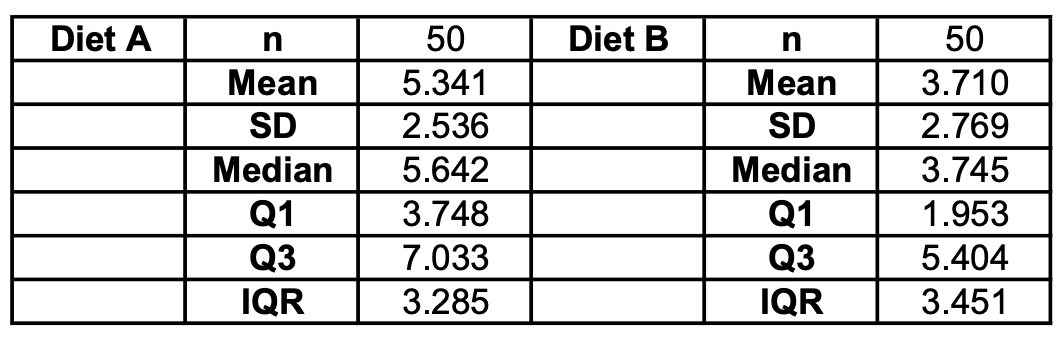 Diet A n 50 Diet B n 50
Mean 5.341 Mean 3.710
SD 2.536 SD 2.769
Median 5.642 Median 3.745
Q1 3.748 Q1 1.953
Q3 7.033 Q3 5.404
IQR 3.285 IQR 3.451